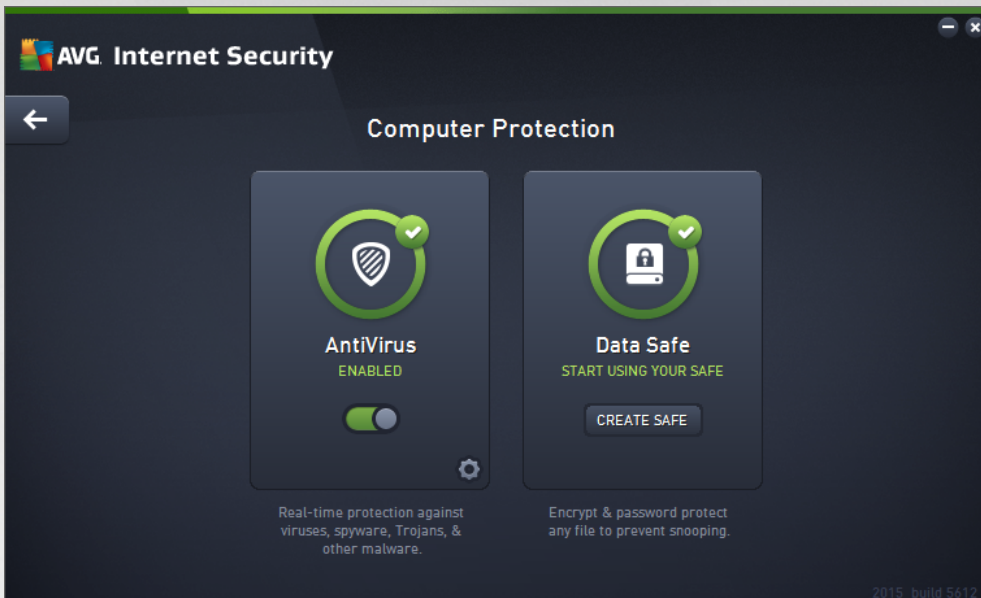 AVG. Internet Security
Computer Protection
AntiVirus
ENABLED
Real-time protection against
viruses, spyware, Trojans, &
other malware.
Data Safe
START USING YOUR SAFE
CREATE SAFE
Encrypt & password protect
any file to prevent snooping.
2015 build 5612